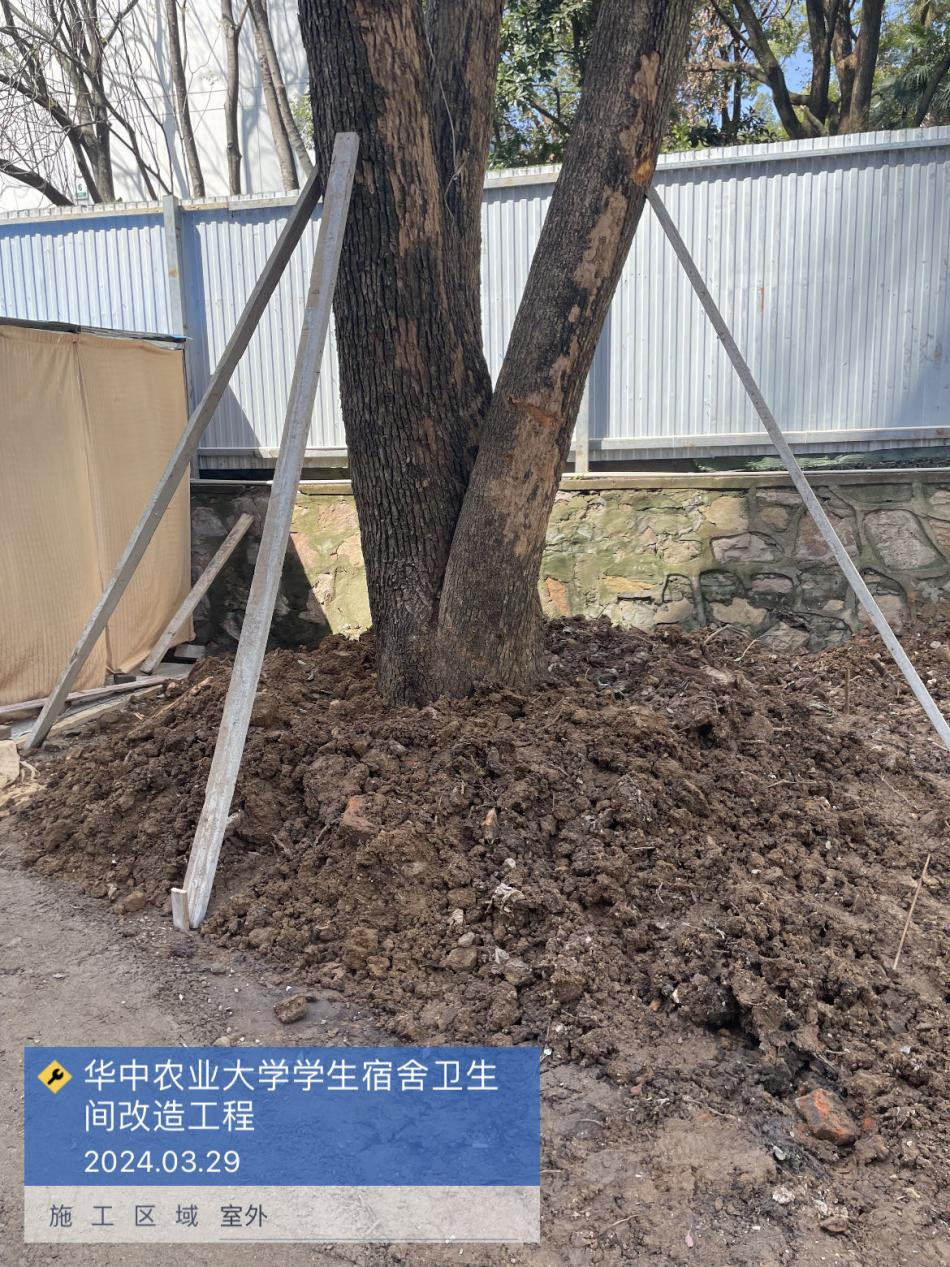 华中农业大学学生宿舍卫生
间改造工程
2024.03.29
施工区域 室外